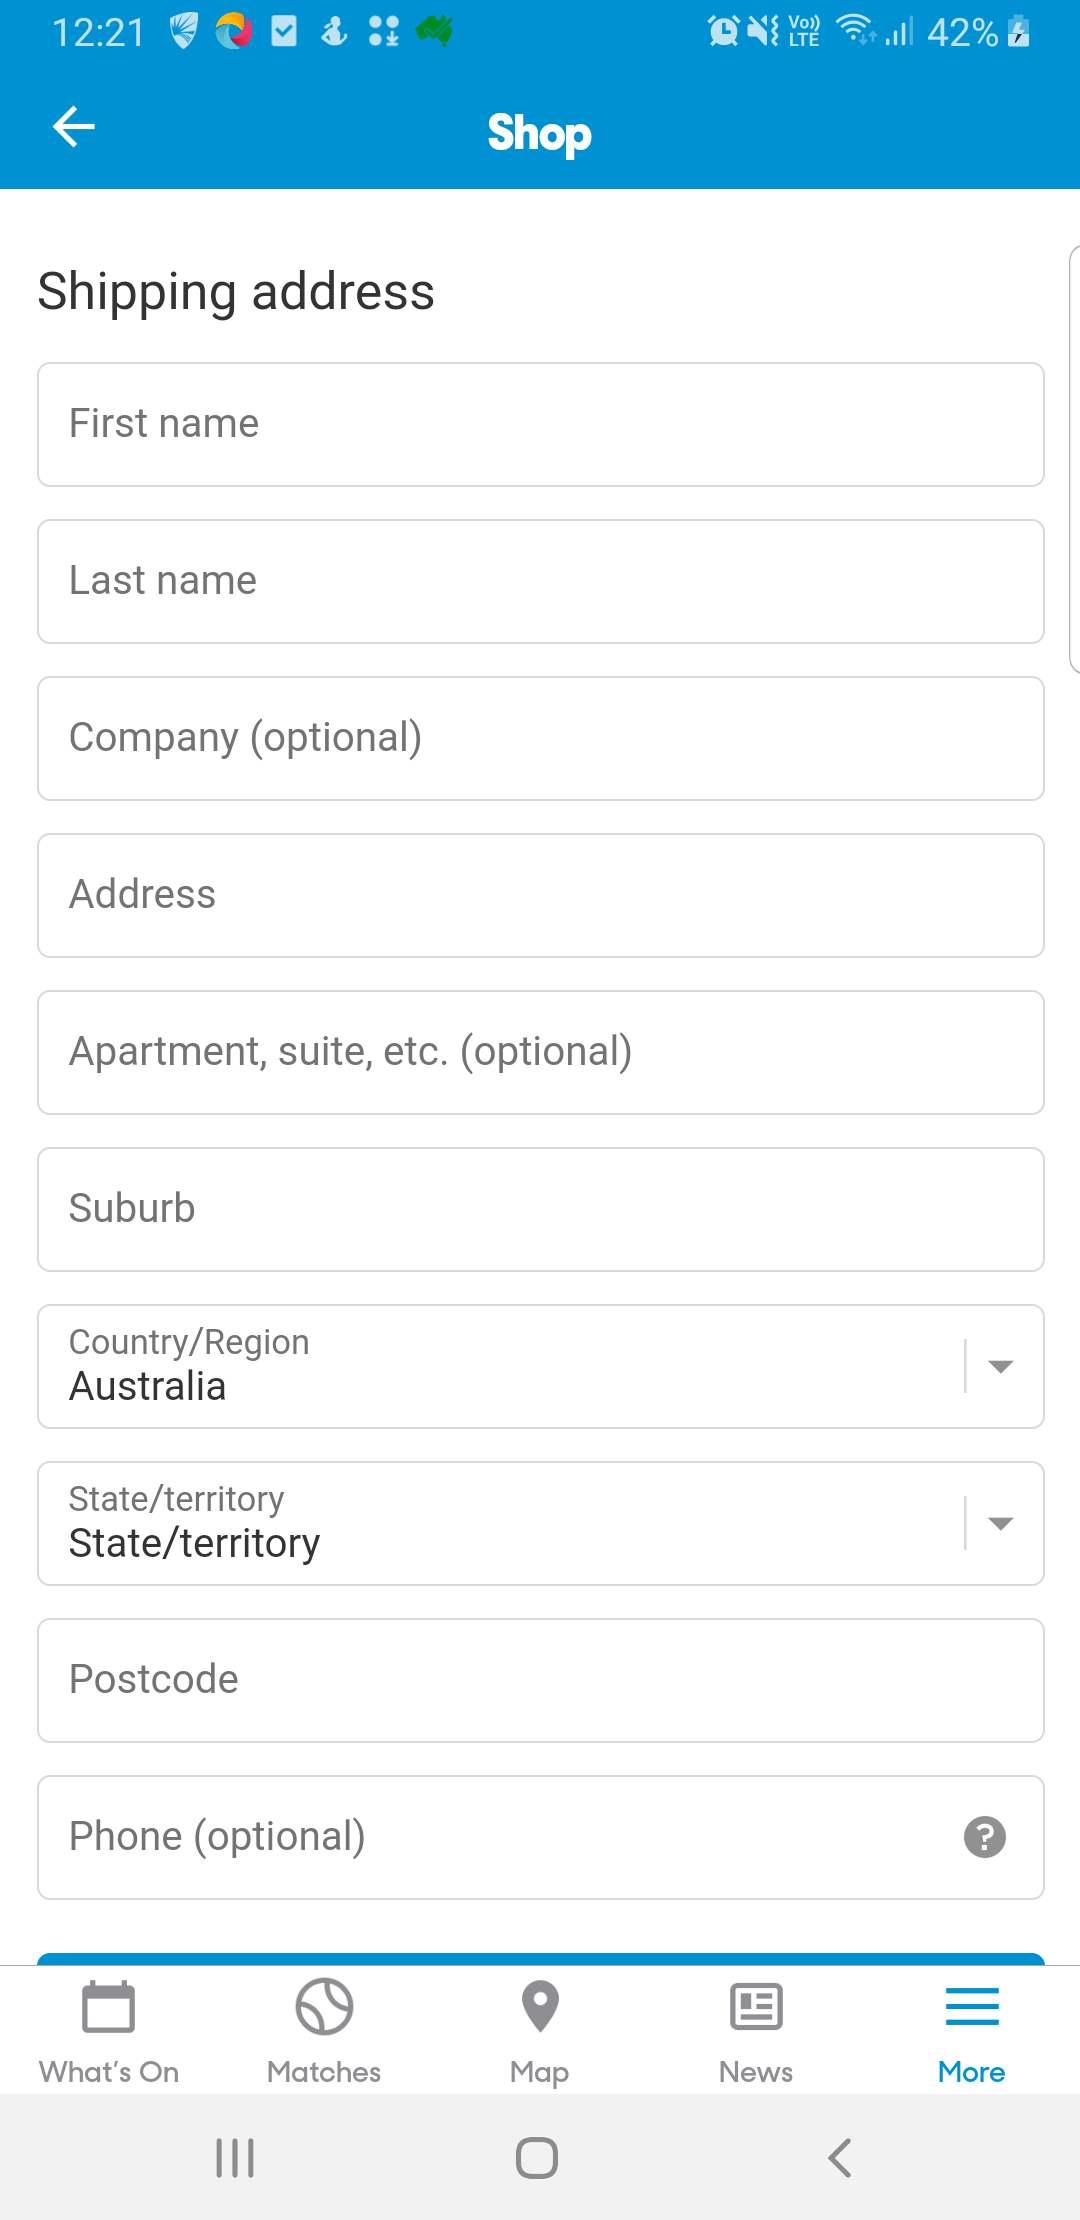 12:21
Vo)) LTE
42%
Shop
Shipping address
First name
Last name
Company (optional)
Address
Apartment, suite, etc. (optional)
Suburb
Country/Region
Australia
State/territory
State/territory
Postcode
Phone (optional)
?
What's On Matches Map News More